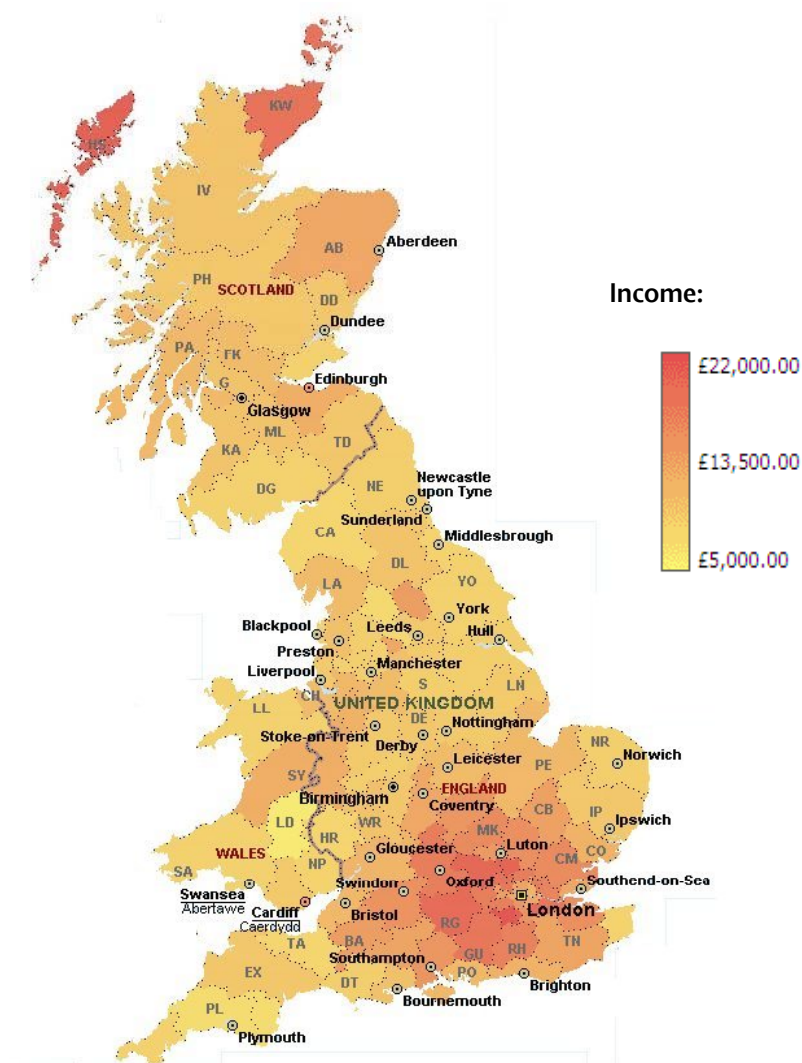 KW
HS
IV
AB
Aberdeen
PH
SCOTLAND
DD
Dundee
Income:
£22,000.00
£13,500.00
£5,000.00
PA
FK
Edinburgh
G
Glasgow
ML
TD
KA
DG
NE
Newcastle
upon Tyne
Sunderland
CA
Middlesbrough
DL
LA
YO
York
Blackpool
Leeds
Hull
Preston
Manchester
Liverpool
S
LN
CH
UNITED KINGDOM
LL
DE
Nottingham
Stoke-on-Trent
Derby
NR
Norwich
Leicester
PE
SY
ENGLAND
Birmingham
Coventry
CB
IP
LD
WR
MK
Ipswich
HR
Luton
WALES
Gloucester
CM
CO
NP
SA
Oxford
Southend-on-Sea
Swansea
Abertawe
Swindon
Cardiff
Caerdydd
Bristol
London
RG
TA
BA
RH
TN
Southampton
GU
EX
DT
PO
Brighton
Bournemouth
PL
Plymouth